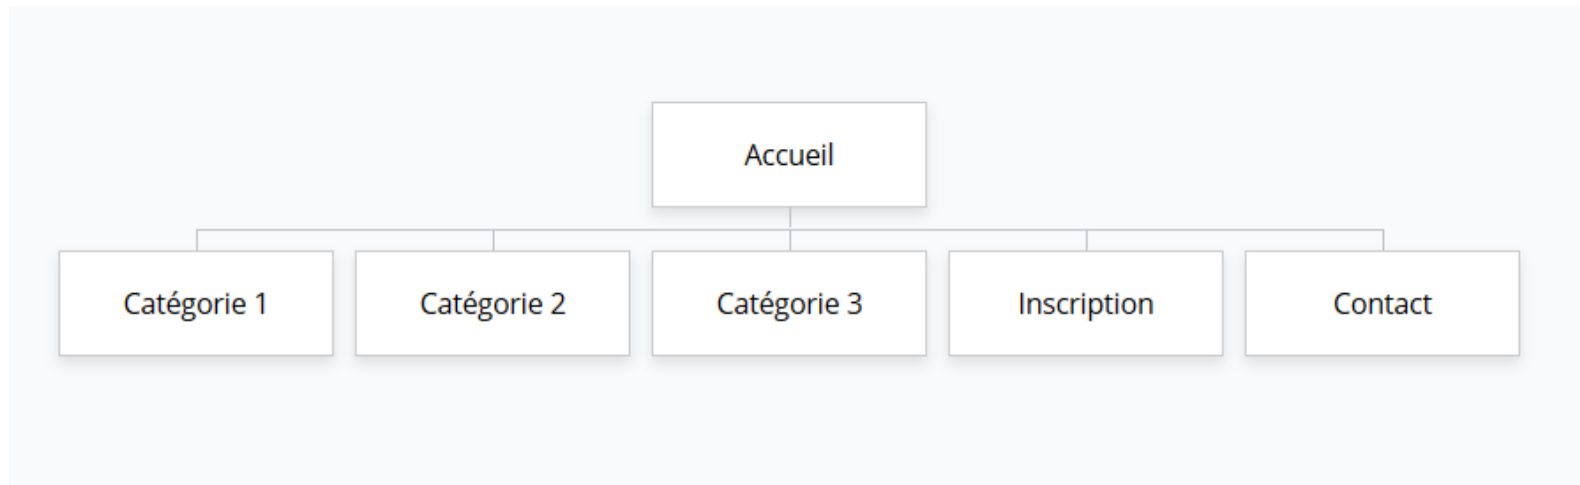 Accueil
Catégorie 1
Catégorie 2
Catégorie 3
Inscription
Contact